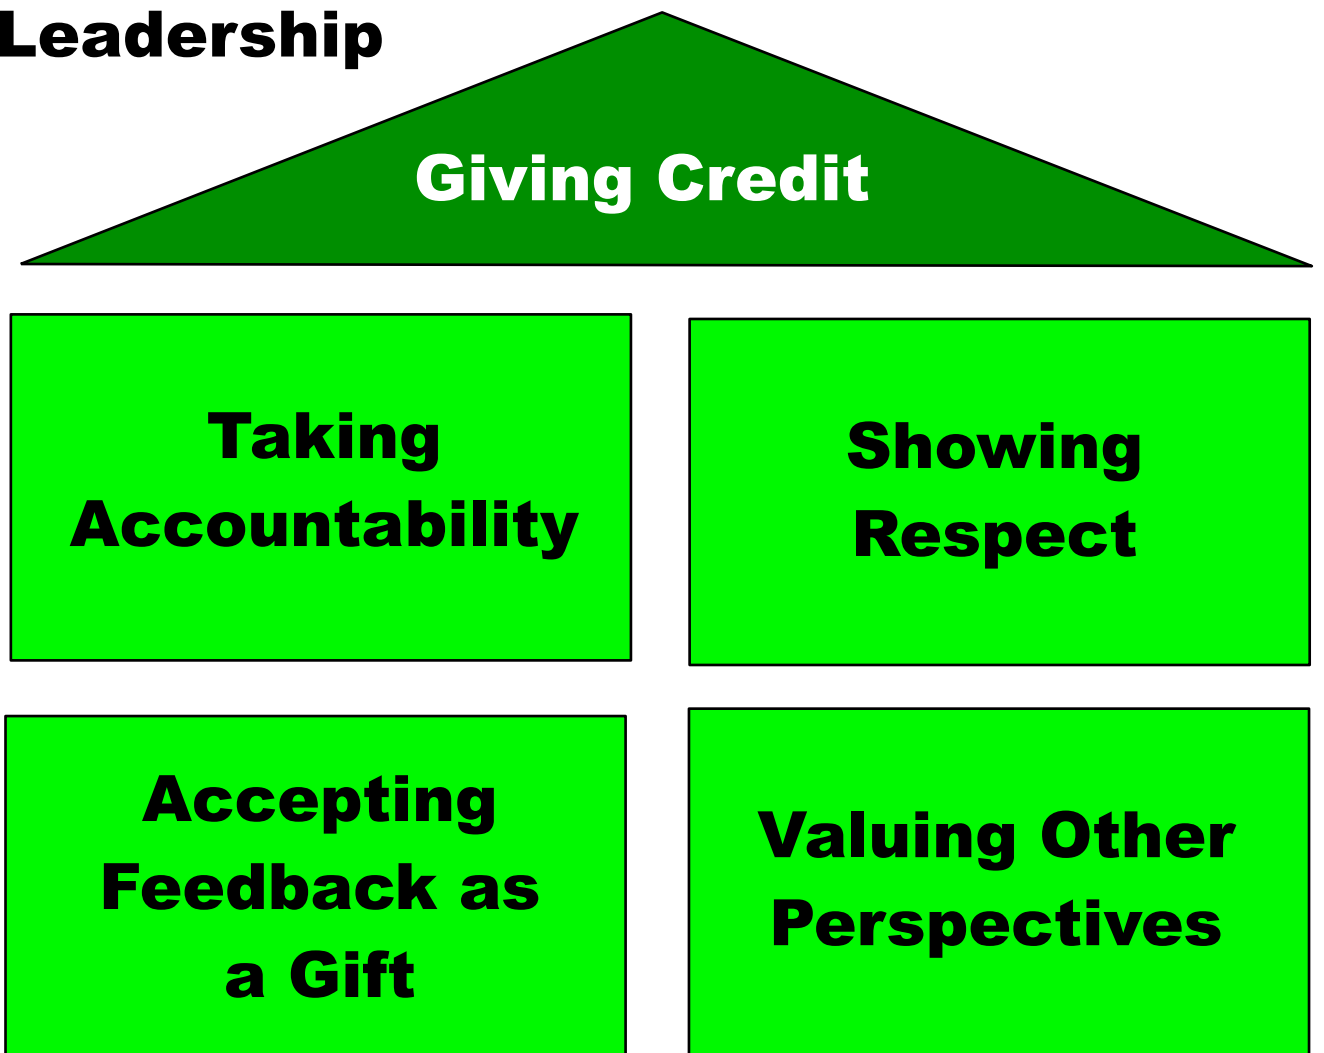 Leadership
Giving Credit
Taking
Accountability
Showing
Respect
Accepting
Feedback as
a Gift
Valuing Other
Perspectives